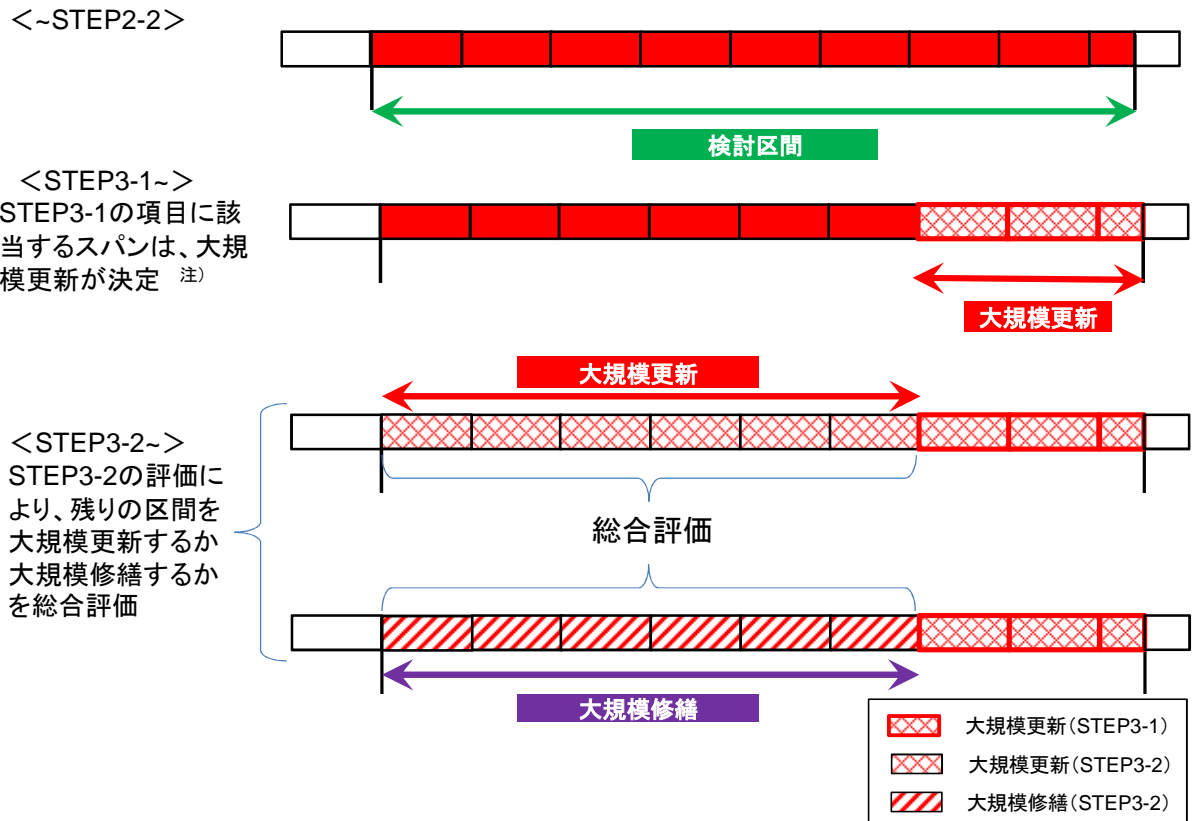 ＜~STEP2-2＞
検討区間
＜STEP3-1~＞
STEP3-1の項目に該
当するスパンは、大規
模更新が決定　注）
大規模更新
大規模更新
＜STEP3-2~＞
STEP3-2の評価に
より、残りの区間を
大規模更新するか
大規模修繕するか
を総合評価
総合評価
大規模修繕
大規模更新（STEP3-1）
大規模更新（STEP3-2）
大規模修繕（STEP3-2）